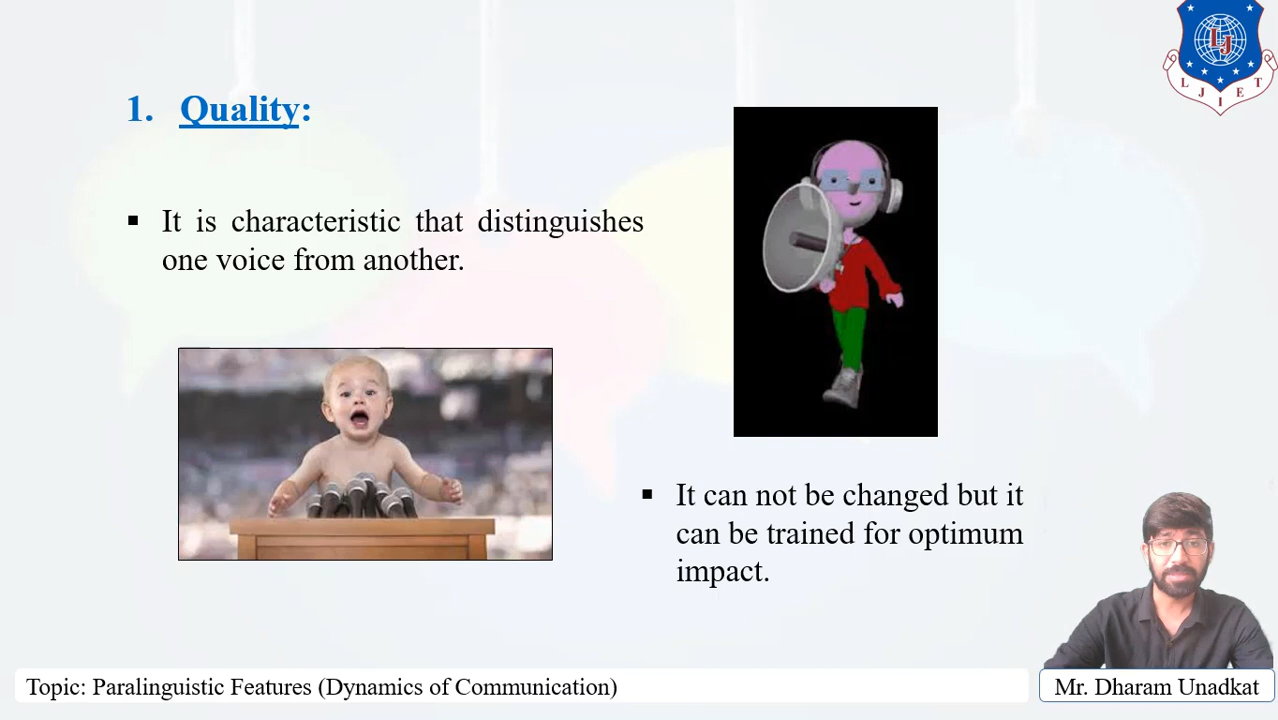 LJ
L J I E T
1. Quality:
▪ It is characteristic that distinguishes
one voice from another.
▪ It can not be changed but it
can be trained for optimum
impact.
Topic: Paralinguistic Features (Dynamics of Communication)
Mr. Dharam Unadkat